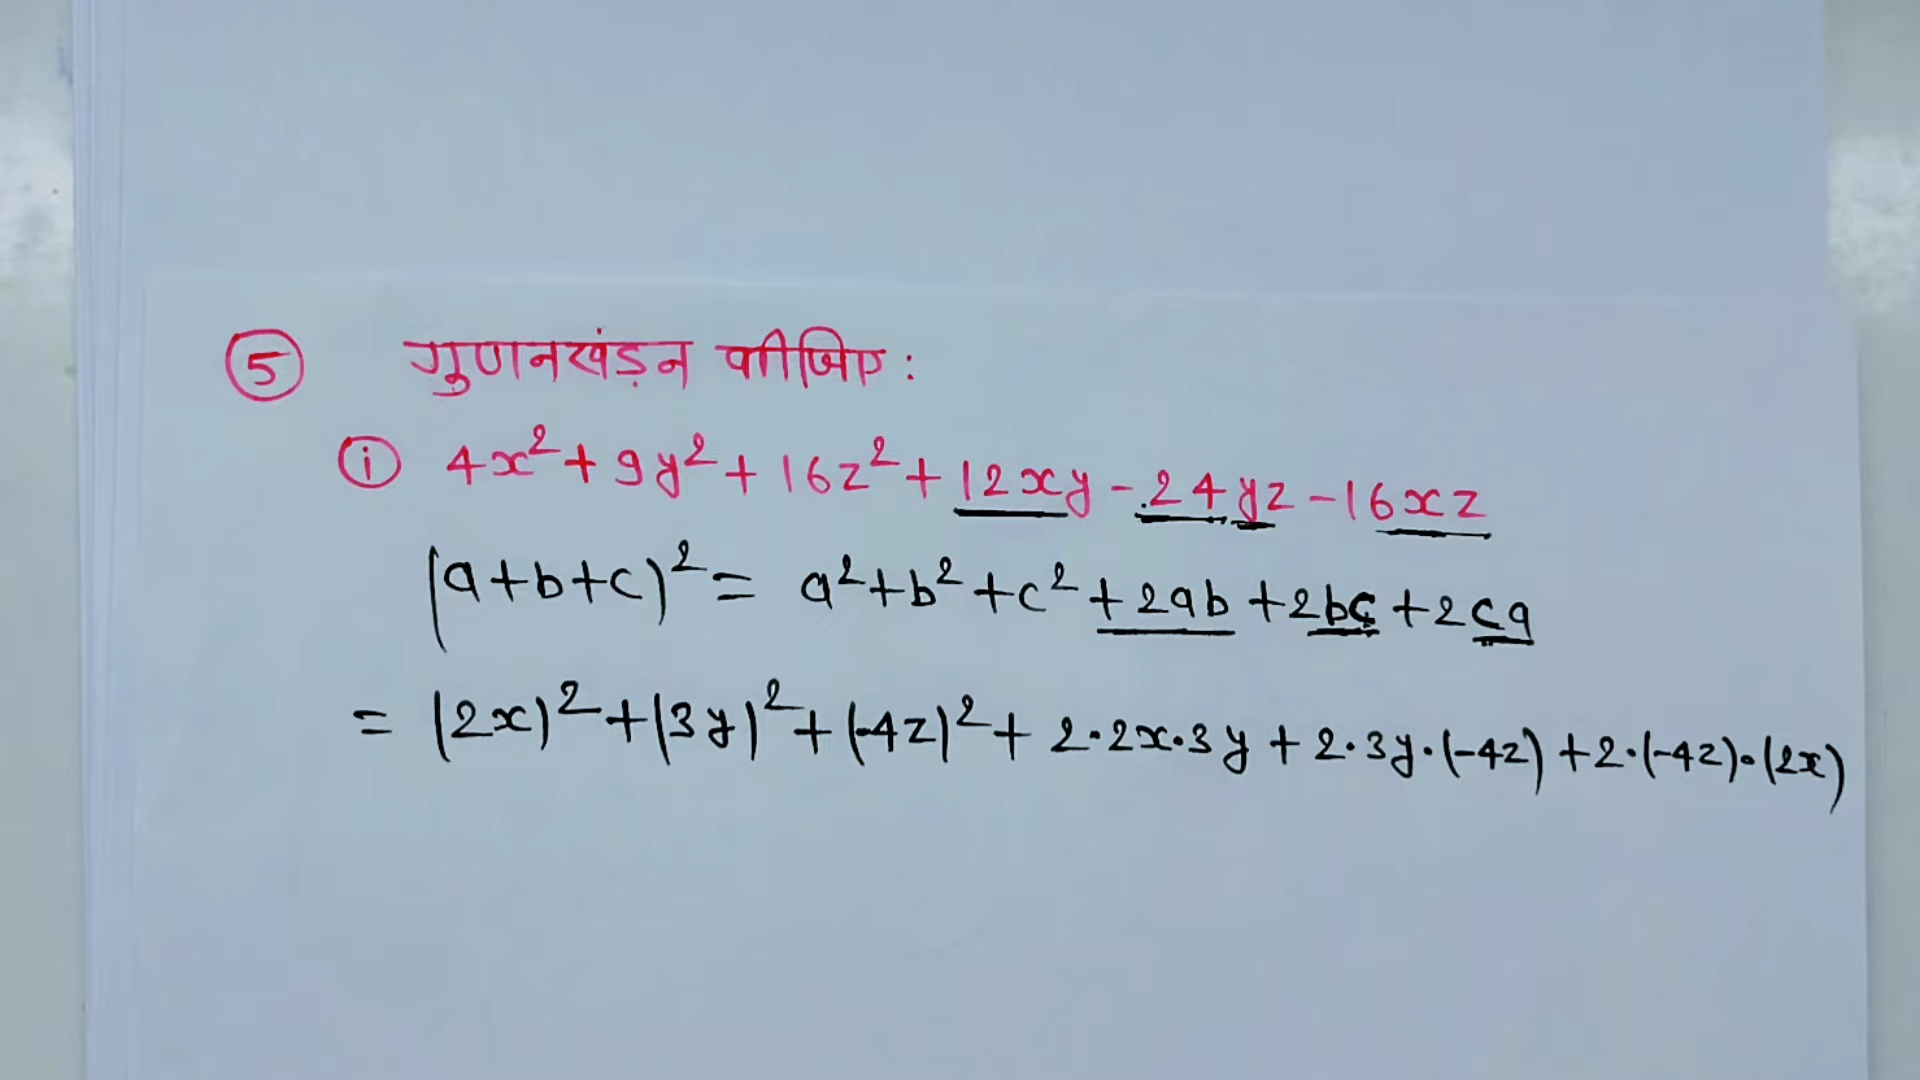 ⑤ गुणनखंड़न कीजिए :
ⓘ 4x² + 9y² + 16z² + 12xy - 24yz - 16xz
(a+b+c)² = a² + b² + c² + 2ab + 2bc + 2ca
= (2x)² + (3y)² + (-4z)² + 2·2x·3y + 2·3y·(-4z) + 2·(-4z)·(2x)